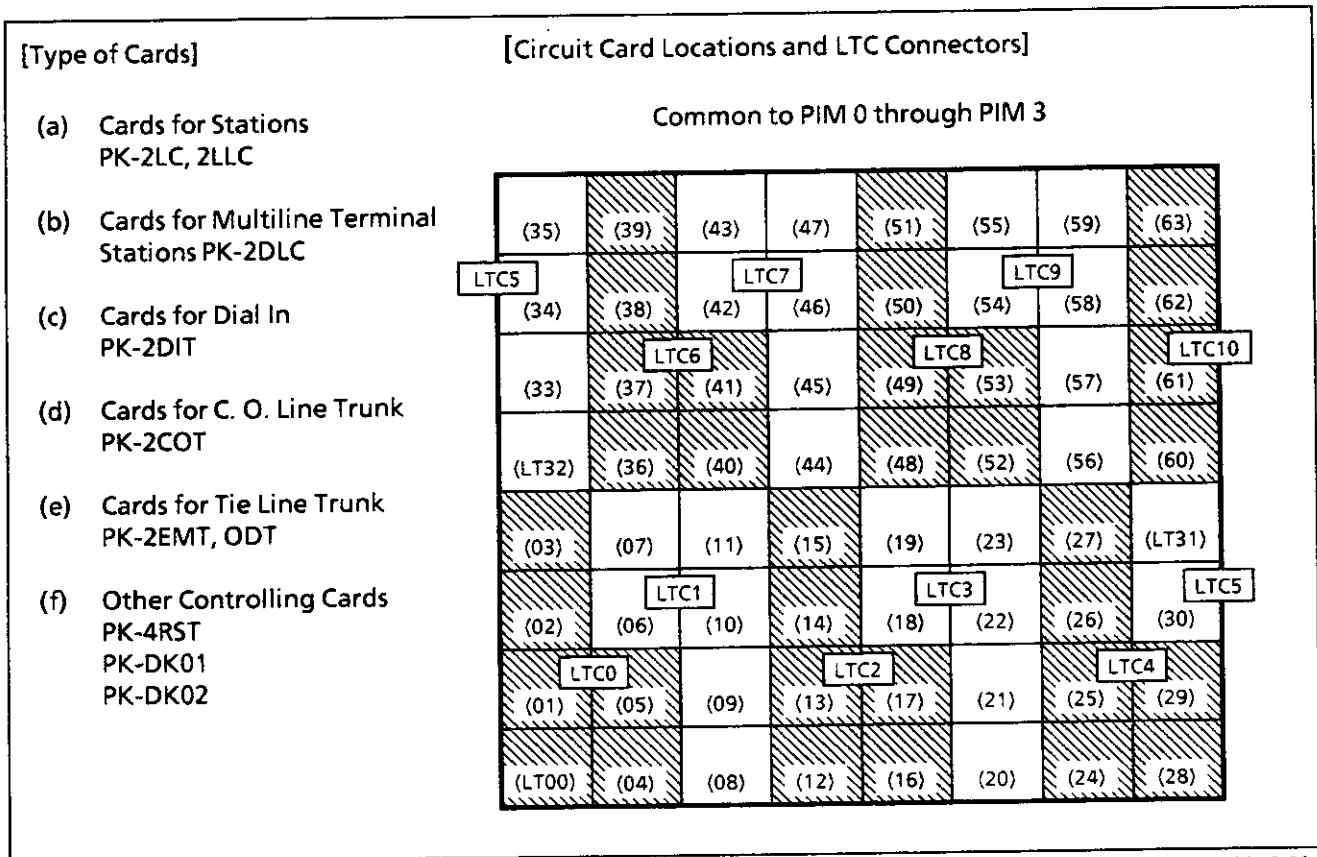 [Type of Cards]
(a) Cards for Stations
PK-2LC, 2LLC
(b) Cards for Multiline Terminal
Stations PK-2DLC
(c) Cards for Dial In
PK-2DIT
(d) Cards for C. O. Line Trunk
PK-2COT
(e) Cards for Tie Line Trunk
PK-2EMT, ODT
(f) Other Controlling Cards
PK-4RST
PK-DK01
PK-DK02
[Circuit Card Locations and LTC Connectors]
Common to PIM 0 through PIM 3
(35) (39) (43) (47) (51) (55) (59) (63)
LTC5 LTC7 LTC9
(34) (38) (42) (46) (50) (54) (58) (62)
LTC6 LTC8 LTC10
(33) (37) (41) (45) (49) (53) (57) (61)
(LT32) (36) (40) (44) (48) (52) (56) (60)
(03) (07) (11) (15) (19) (23) (27) (LT31)
LTC1 LTC3 LTC5
(02) (06) (10) (14) (18) (22) (26) (30)
LTC0 LTC2 LTC4
(01) (05) (09) (13) (17) (21) (25) (29)
(LT00) (04) (08) (12) (16) (20) (24) (28)